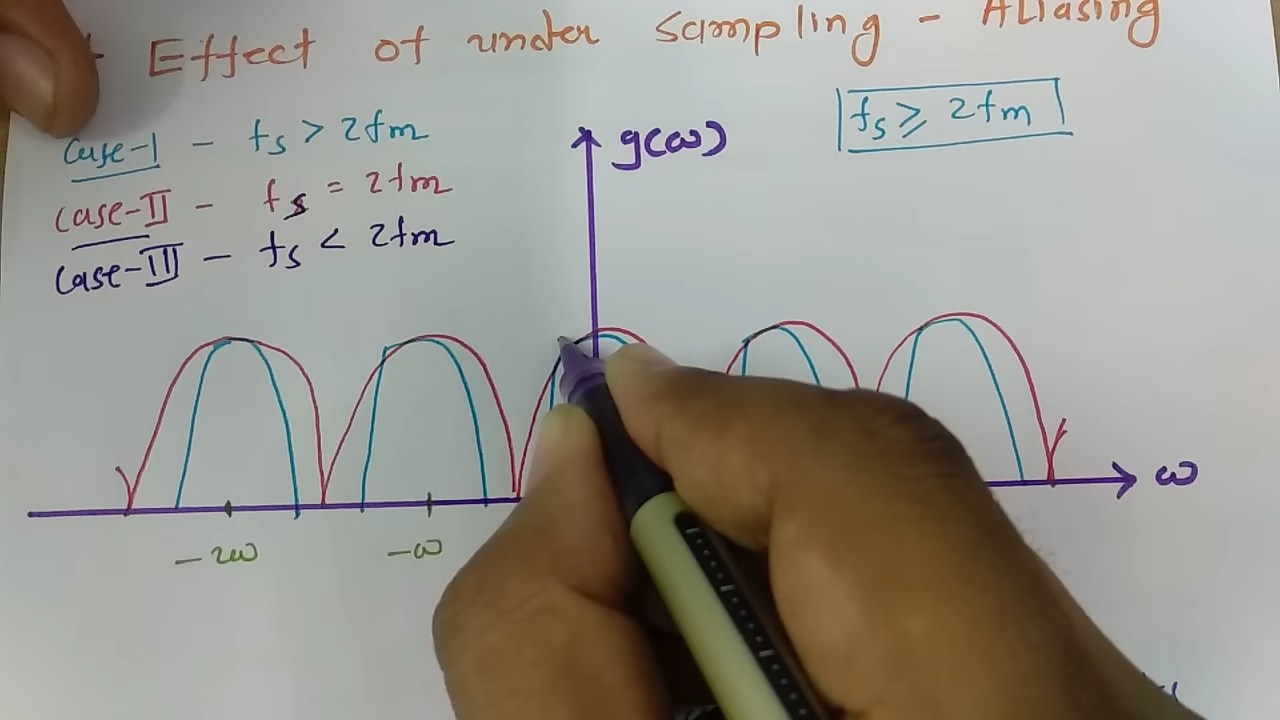 Effect of under sampling - Aliasing
fs ≥ 2fm
Case-I - fs > 2fm
g(ω)
Case-II - fs = 2fm
Case-III - fs < 2fm
ω
-2ω -ω